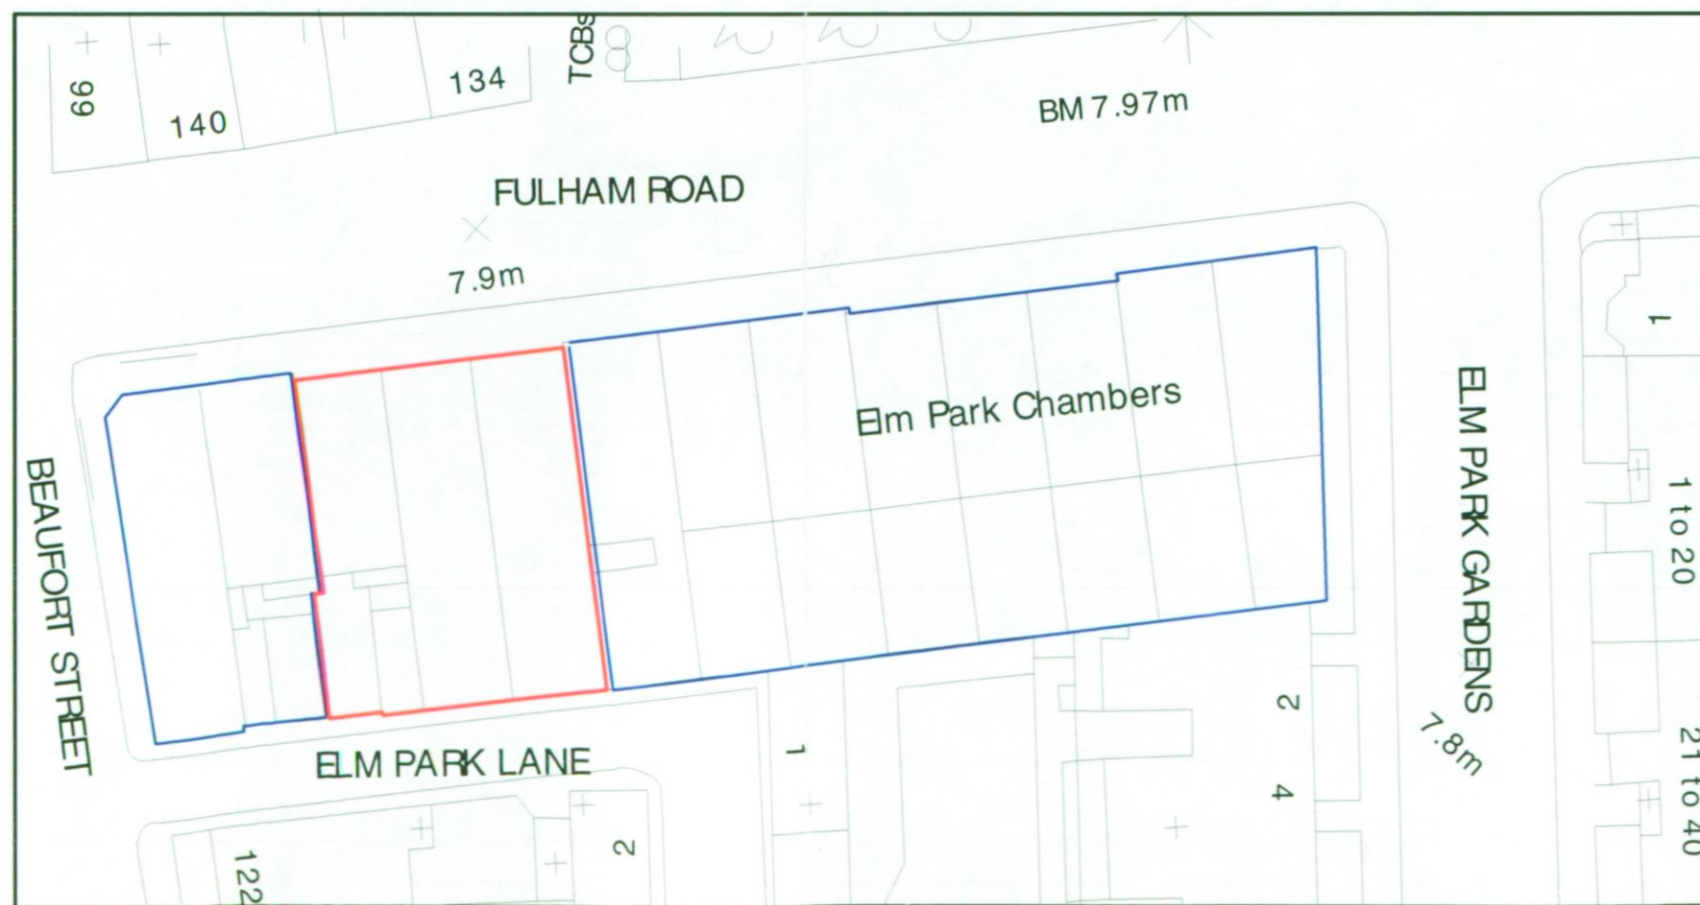 66
140
134
TCBs
BM 7.97m
FULHAM ROAD
7.9m
Elm Park Chambers
BEAUFORT STREET
ELM PARK GARDENS
1
1 to 20
ELM PARK LANE
1
2
4
7.8m
21 to 40
122
2